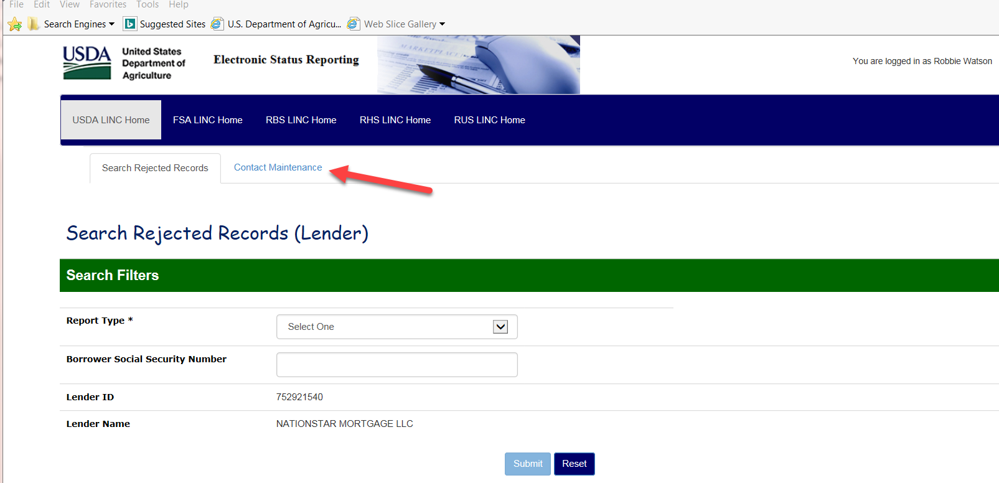 File Edit View Favorites Tools Help
Search Engines Suggested Sites U.S. Department of Agricu... Web Slice Gallery
USDA United States Department of Agriculture
Electronic Status Reporting
MARKETPLACE
You are logged in as Robbie Watson
USDA LINC Home FSA LINC Home RBS LINC Home RHS LINC Home RUS LINC Home
Search Rejected Records Contact Maintenance
Search Rejected Records (Lender)
Search Filters
Report Type * Select One
Borrower Social Security Number
Lender ID 752921540
Lender Name NATIONSTAR MORTGAGE LLC
Submit Reset